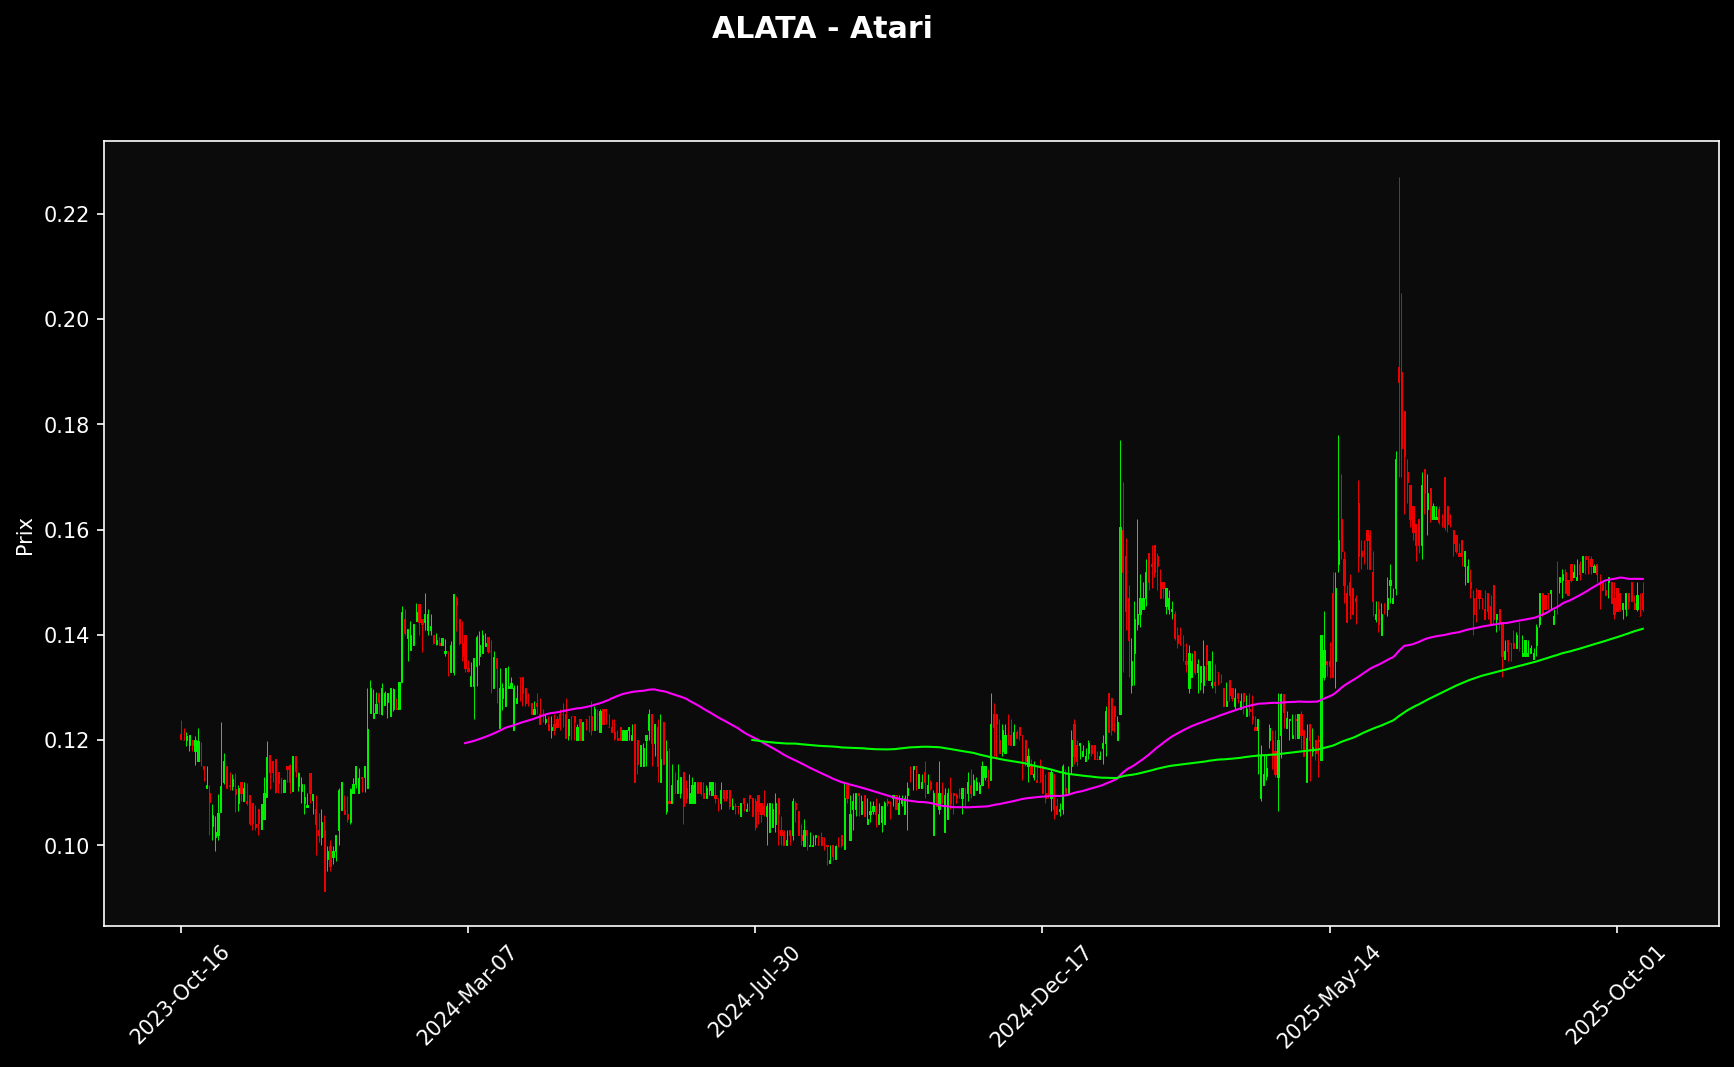 ALATA - Atari
Prix
0.22
0.20
0.18
0.16
0.14
0.12
0.10
2023-Oct-16
2024-Mar-07
2024-Jul-30
2024-Dec-17
2025-May-14
2025-Oct-01